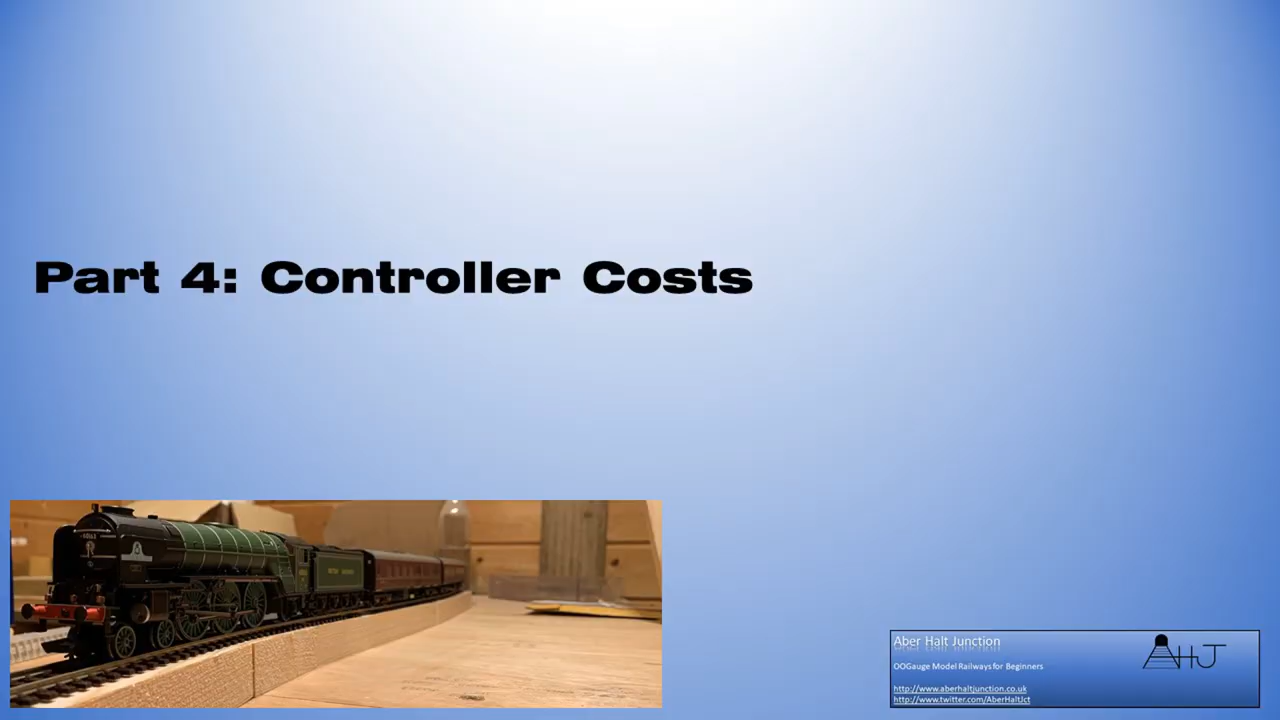 Part 4: Controller Costs
Aber Halt Junction
AHJ
OOGauge Model Railways for Beginners
http://www.aberhaltjunction.co.uk
http://www.twitter.com/AberHaltJct